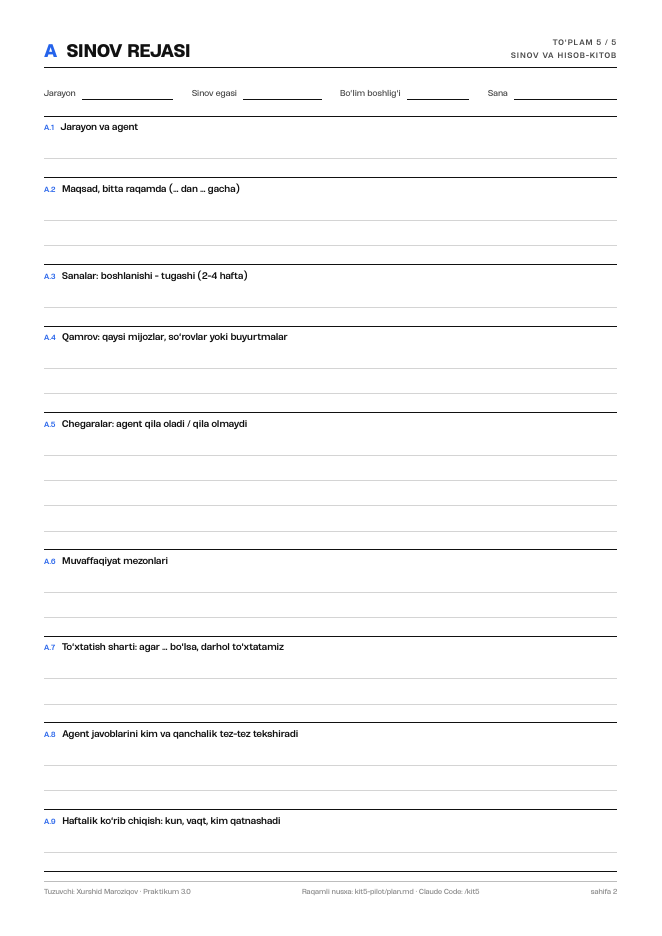 A SINOV REJASI
TO'PLAM 5 / 5
SINOV VA HISOB-KITOB
Jarayon Sinov egasi Bo'lim boshlig'i Sana
A.1 Jarayon va agent
A.2 Maqsad, bitta raqamda (... dan ... gacha)
A.3 Sanalar: boshlanishi - tugashi (2-4 hafta)
A.4 Qamrov: qaysi mijozlar, so'rovlar yoki buyurtmalar
A.5 Chegaralar: agent qila oladi / qila olmaydi
A.6 Muvaffaqiyat mezonlari
A.7 To'xtatish sharti: agar ... bo'lsa, darhol to'xtatamiz
A.8 Agent javoblarini kim va qanchalik tez-tez tekshiradi
A.9 Haftalik ko'rib chiqish: kun, vaqt, kim qatnashadi
Tuzuvchi: Xurshid Maroziqov · Praktikum 3.0 Raqamli nusxa: kit5-pilot/plan.md · Claude Code: /kit5 sahifa 2